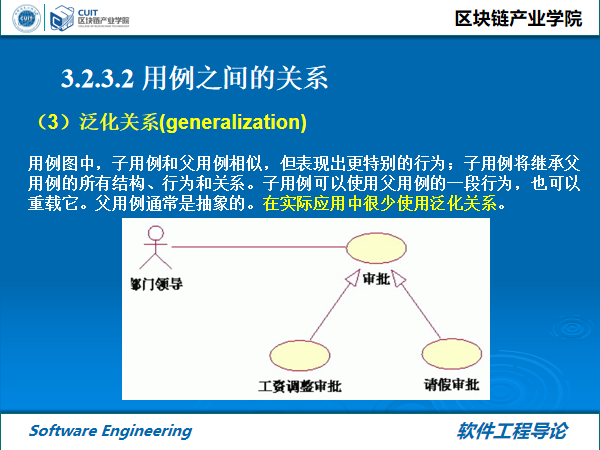 CUIT
区块链产业学院
区块链产业学院
3.2.3.2 用例之间的关系
（3）泛化关系(generalization)
用例图中，子用例和父用例相似，但表现出更特别的行为；子用例将继承父
用例的所有结构、行为和关系。子用例可以使用父用例的一段行为，也可以
重载它。父用例通常是抽象的。在实际应用中很少使用泛化关系。
审批
工资调整审批
请假审批
Software Engineering
软件工程导论